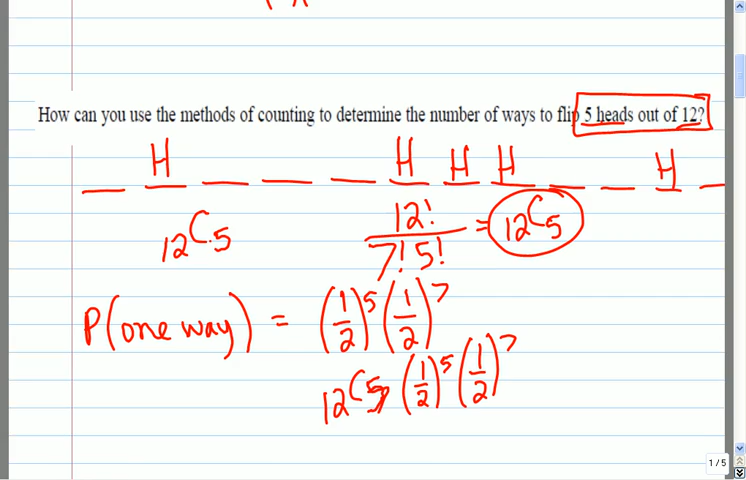 How can you use the methods of counting to determine the number of ways to flip 5 heads out of 12?
H H H H H
12C5 12!/7!5! = 12C5
P(one way) = (1/2)^5 (1/2)^7
12C5 (1/2)^5 (1/2)^7
1/5